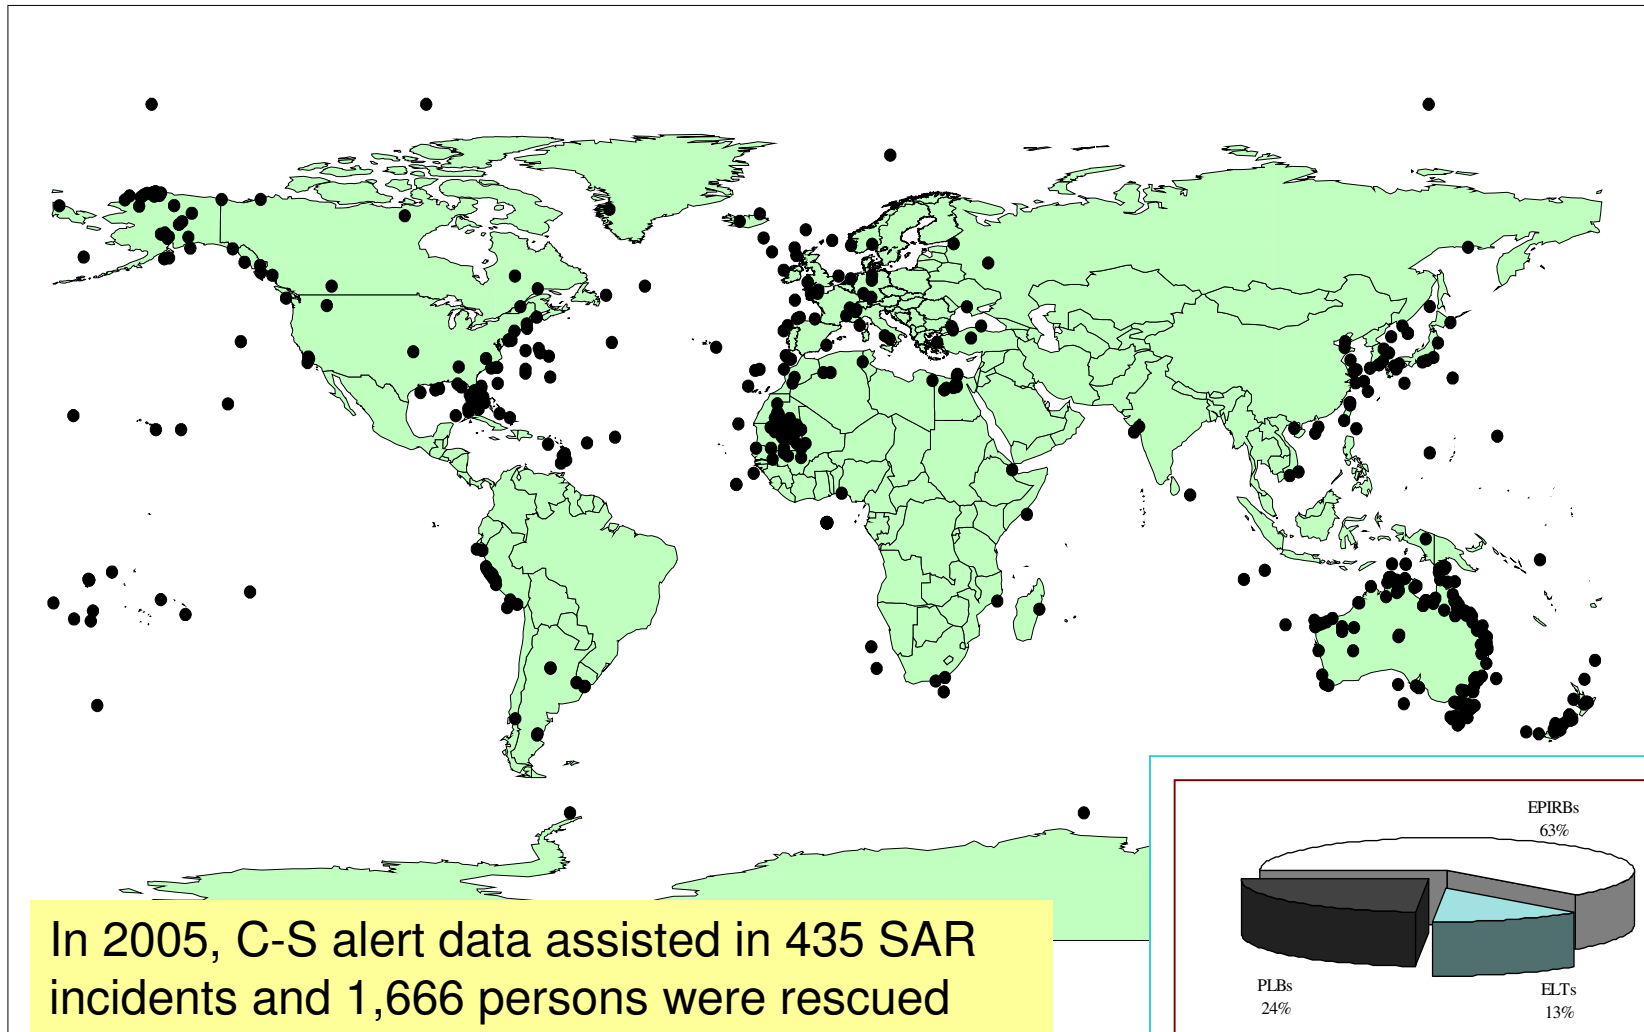 EPIRBs
63%
PLBs
24%
ELTs
13%
In 2005, C-S alert data assisted in 435 SAR
incidents and 1,666 persons were rescued